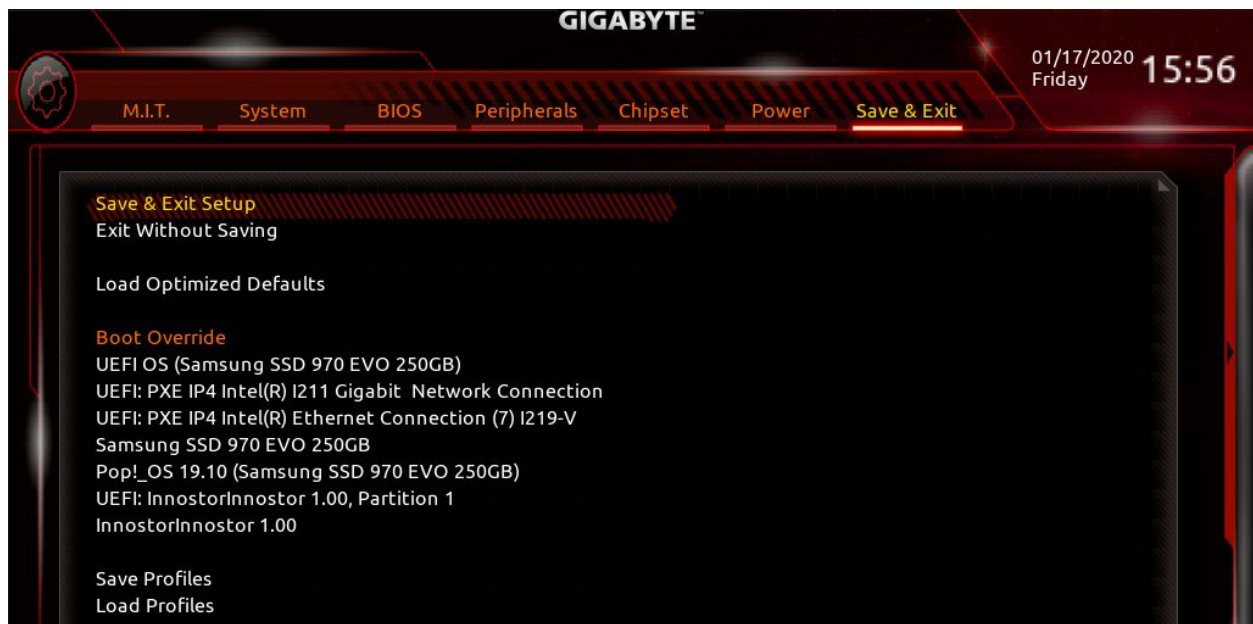 GIGABYTE
01/17/2020 15:56
Friday
M.I.T. System BIOS Peripherals Chipset Power Save & Exit
Save & Exit Setup
Exit Without Saving
Load Optimized Defaults
Boot Override
UEFI OS (Samsung SSD 970 EVO 250GB)
UEFI: PXE IP4 Intel(R) I211 Gigabit  Network Connection
UEFI: PXE IP4 Intel(R) Ethernet Connection (7) I219-V
Samsung SSD 970 EVO 250GB
Pop!_OS 19.10 (Samsung SSD 970 EVO 250GB)
UEFI: InnostorInnostor 1.00, Partition 1
InnostorInnostor 1.00
Save Profiles
Load Profiles